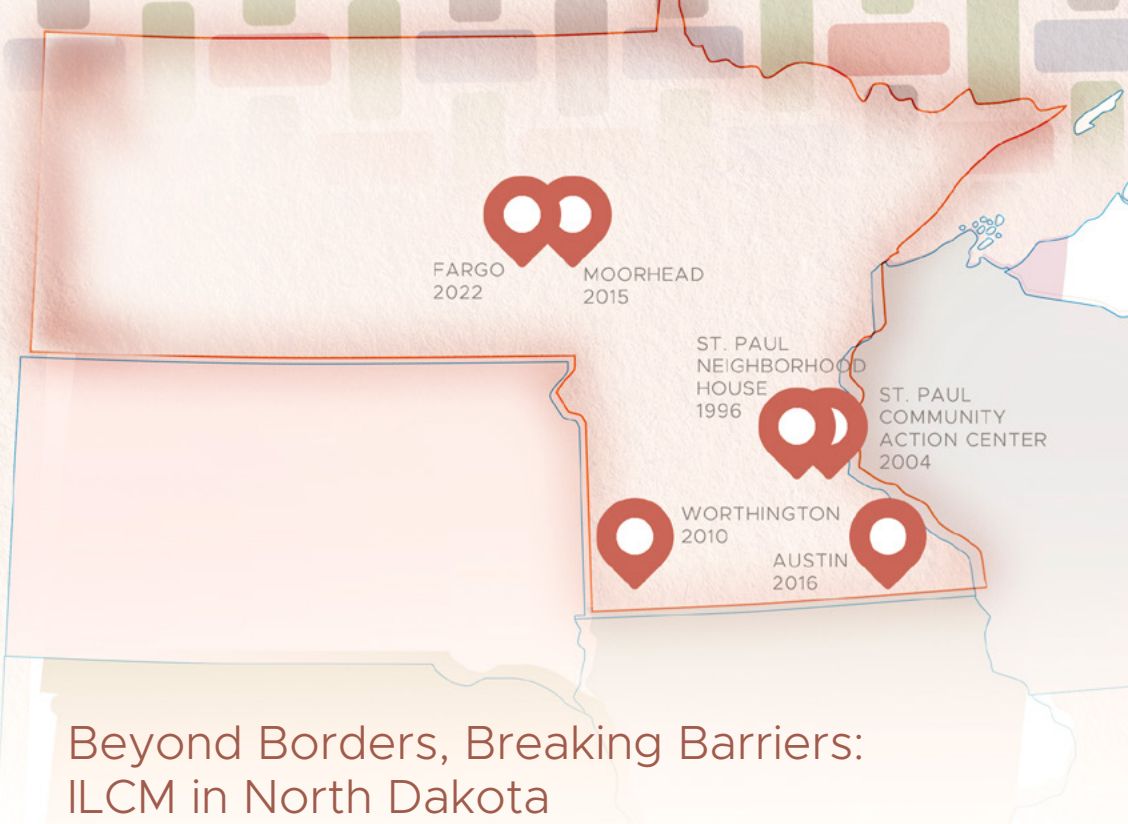 FARGO
2022
MOORHEAD
2015
ST. PAUL
NEIGHBORHOOD
HOUSE
1996
ST. PAUL
COMMUNITY
ACTION CENTER
2004
WORTHINGTON
2010
AUSTIN
2016
Beyond Borders, Breaking Barriers:
ILCM in North Dakota